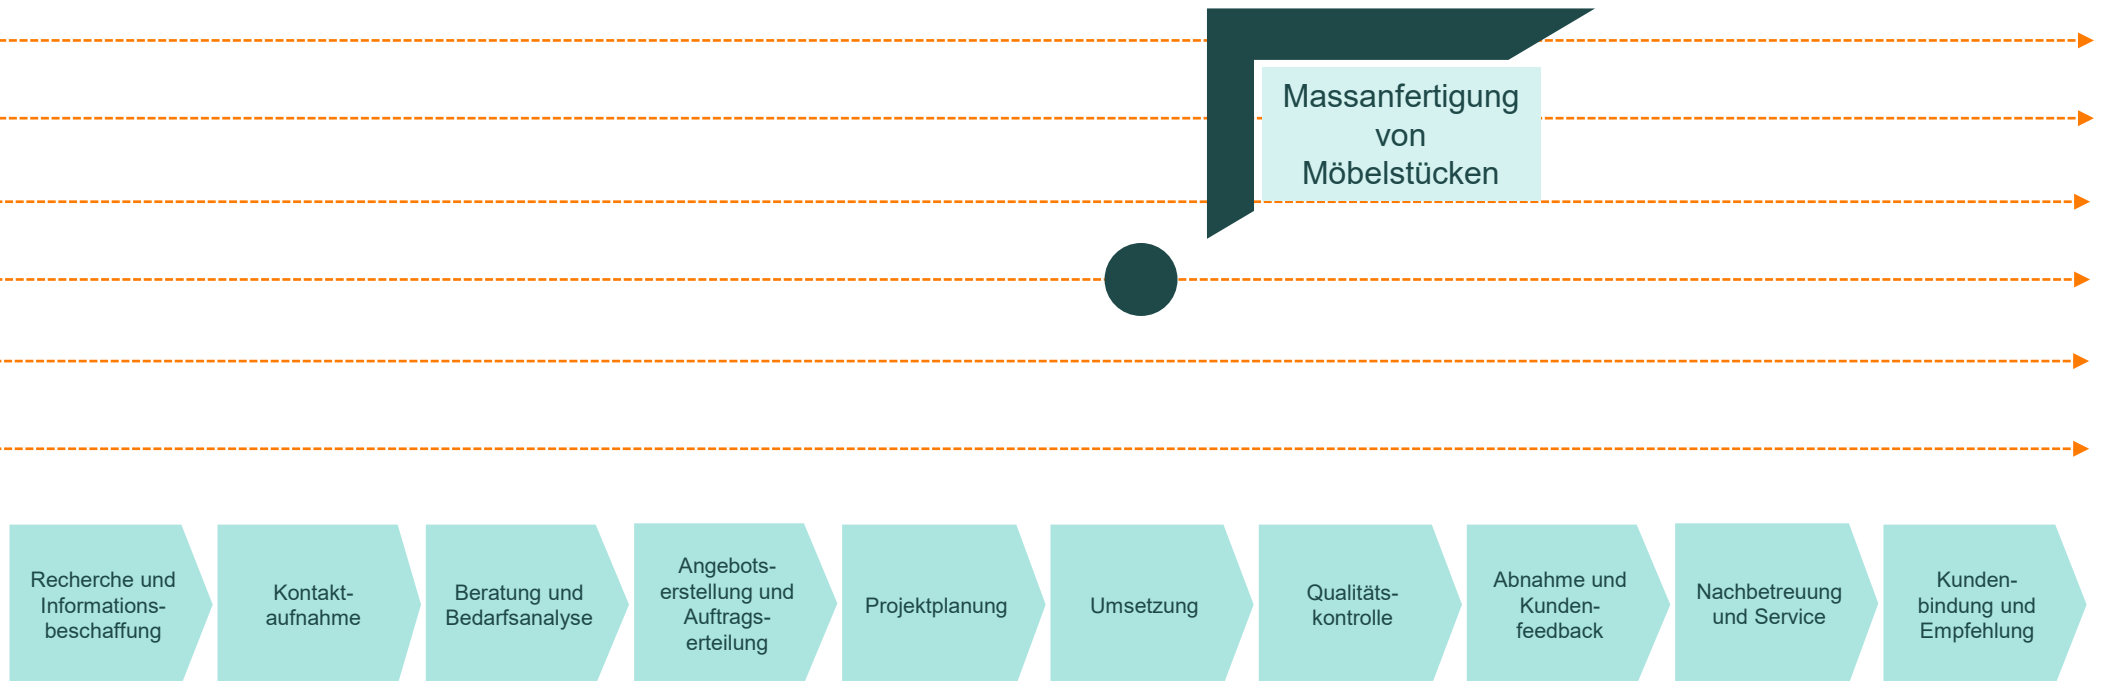 Massanfertigung
von
Möbelstücken
Recherche und
Informations-
beschaffung
Kontakt-
aufnahme
Beratung und
Bedarfsanalyse
Angebots-
erstellung und
Auftrags-
erteilung
Projektplanung
Umsetzung
Qualitäts-
kontrolle
Abnahme und
Kunden-
feedback
Nachbetreuung
und Service
Kunden-
bindung und
Empfehlung